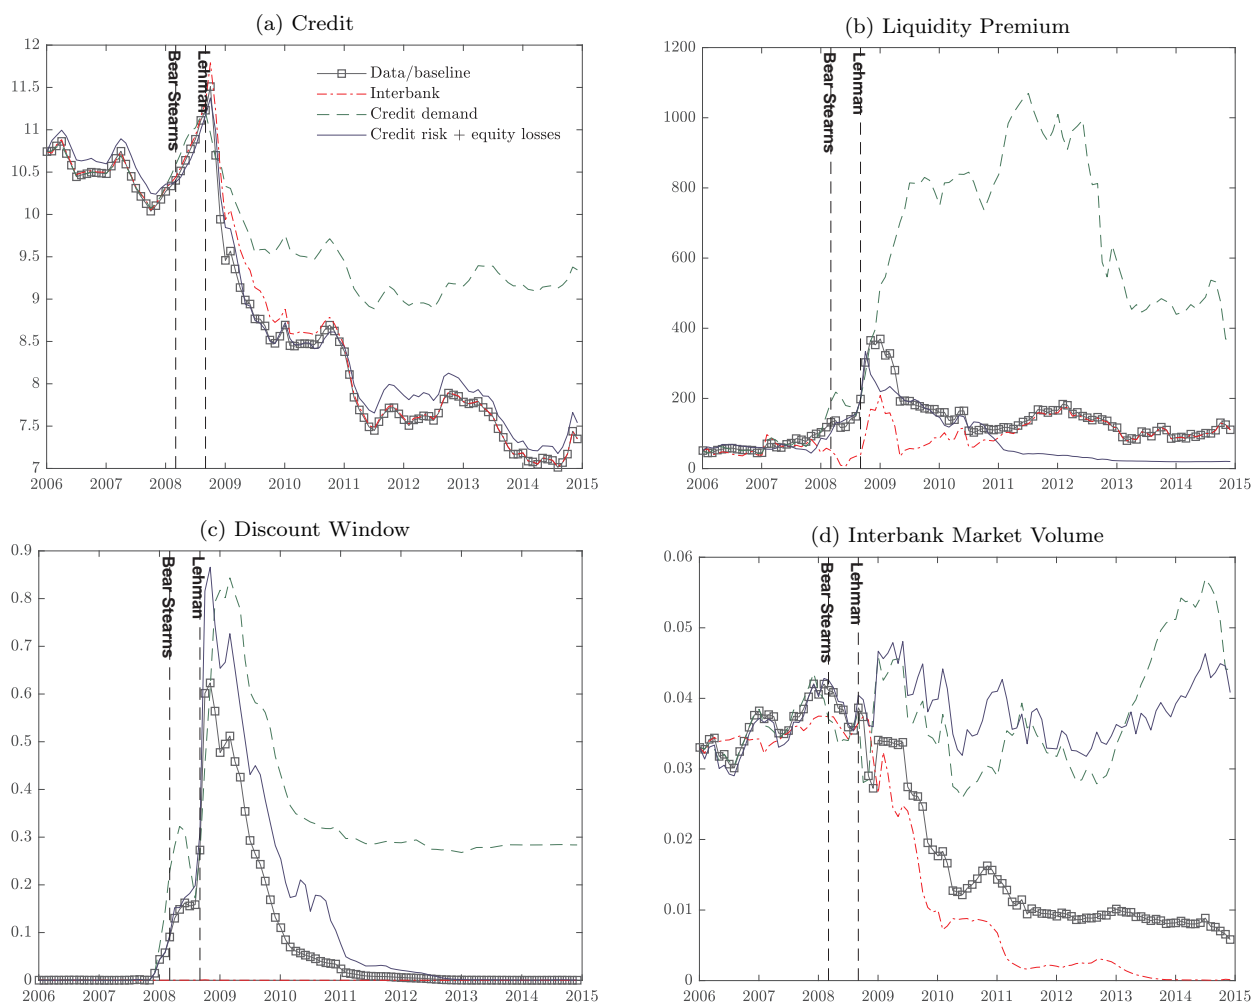 (a) Credit
12
11.5
11
10.5
10
9.5
9
8.5
8
7.5
7
2006 2007 2008 2009 2010 2011 2012 2013 2014 2015
Bear Stearns
Lehman
Data/baseline
Interbank
Credit demand
Credit risk + equity losses
(b) Liquidity Premium
1200
1000
800
600
400
200
0
2006 2007 2008 2009 2010 2011 2012 2013 2014 2015
Bear Stearns
Lehman
(c) Discount Window
0.9
0.8
0.7
0.6
0.5
0.4
0.3
0.2
0.1
0
2006 2007 2008 2009 2010 2011 2012 2013 2014 2015
Bear Stearns
Lehman
(d) Interbank Market Volume
0.06
0.05
0.04
0.03
0.02
0.01
0
2006 2007 2008 2009 2010 2011 2012 2013 2014 2015
Bear Stearns
Lehman